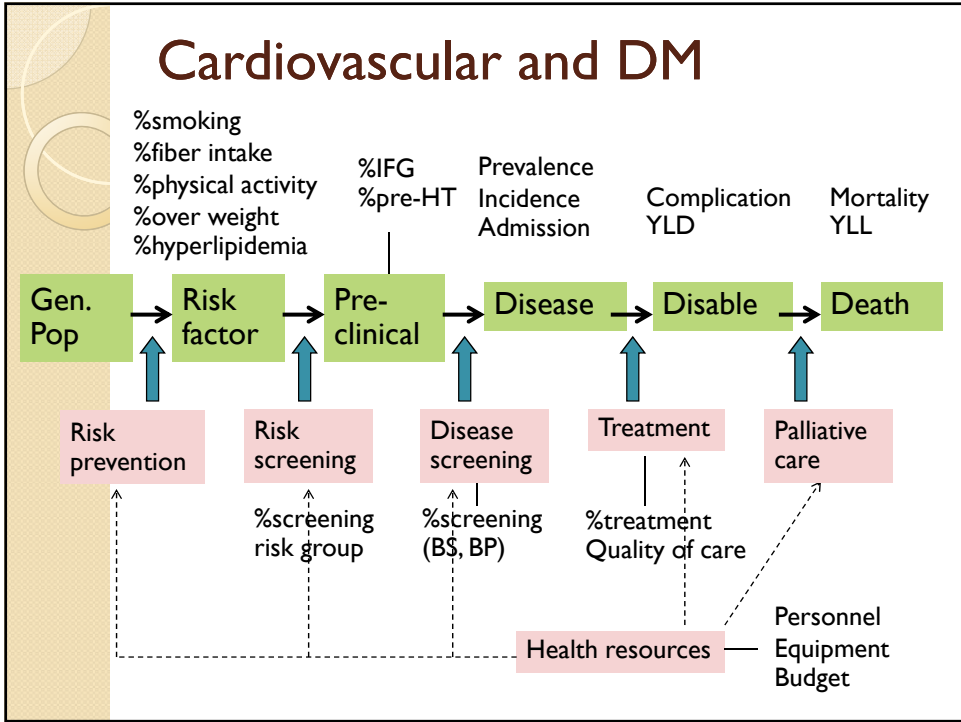 Cardiovascular and DM
%smoking
%fiber intake
%physical activity
%over weight
%hyperlipidemia
%IFG
%pre-HT
Prevalence
Incidence
Admission
Complication
YLD
Mortality
YLL
Gen.
Pop
Risk
factor
Pre-
clinical
Disease
Disable
Death
Risk
prevention
Risk
screening
Disease
screening
Treatment
Palliative
care
%screening
risk group
%screening
(BS, BP)
%treatment
Quality of care
Health resources
Personnel
Equipment
Budget